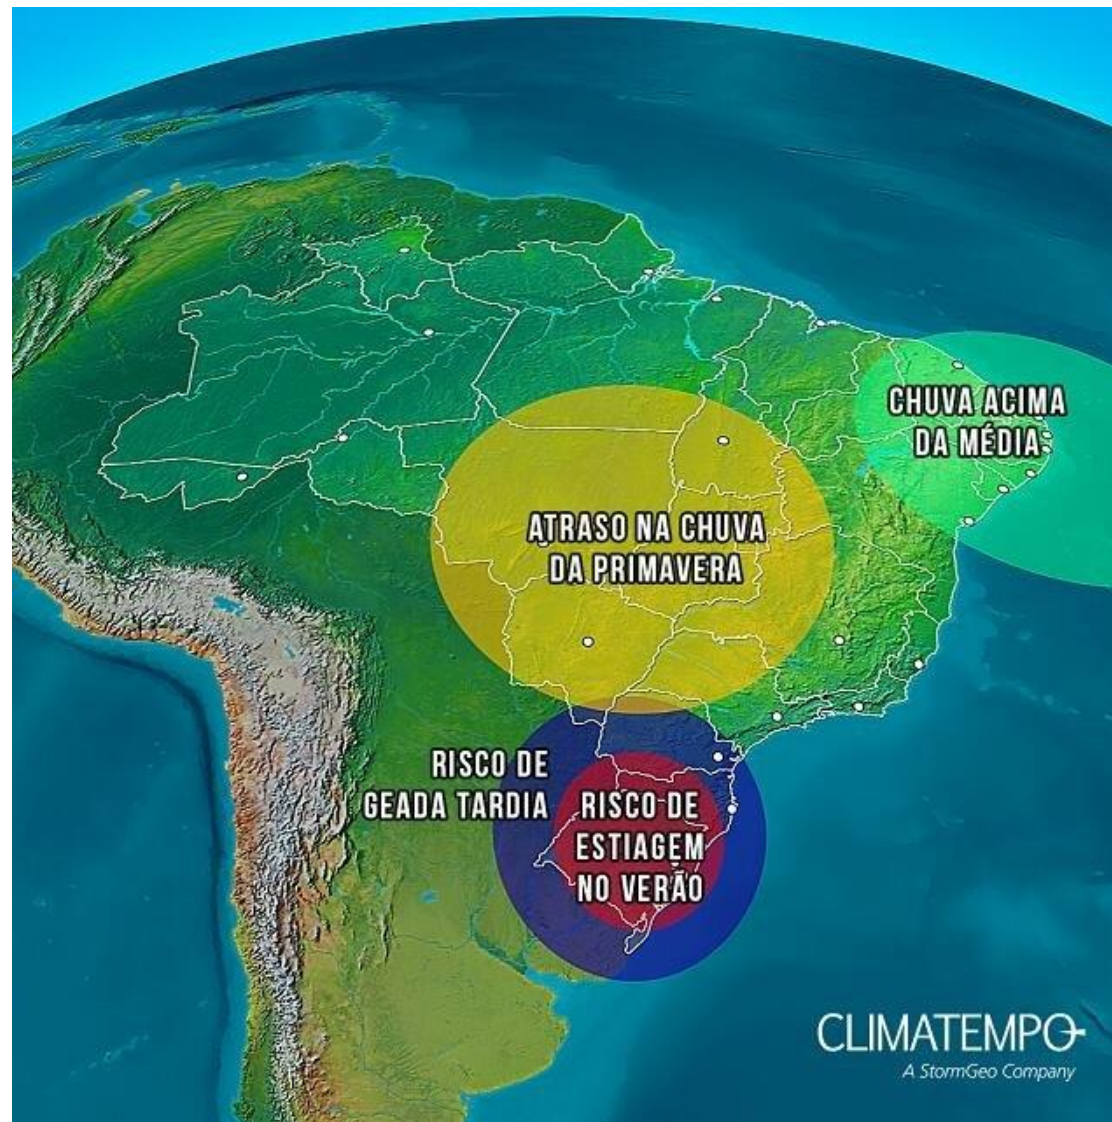 CHUVA ACIMA
DA MÉDIA
ATRASO NA CHUVA
DA PRIMAVERA
RISCO DE
GEADA TARDIA
RISCO DE
ESTIAGEM
NO VERÃO
CLIMATEMPO
A StormGeo Company